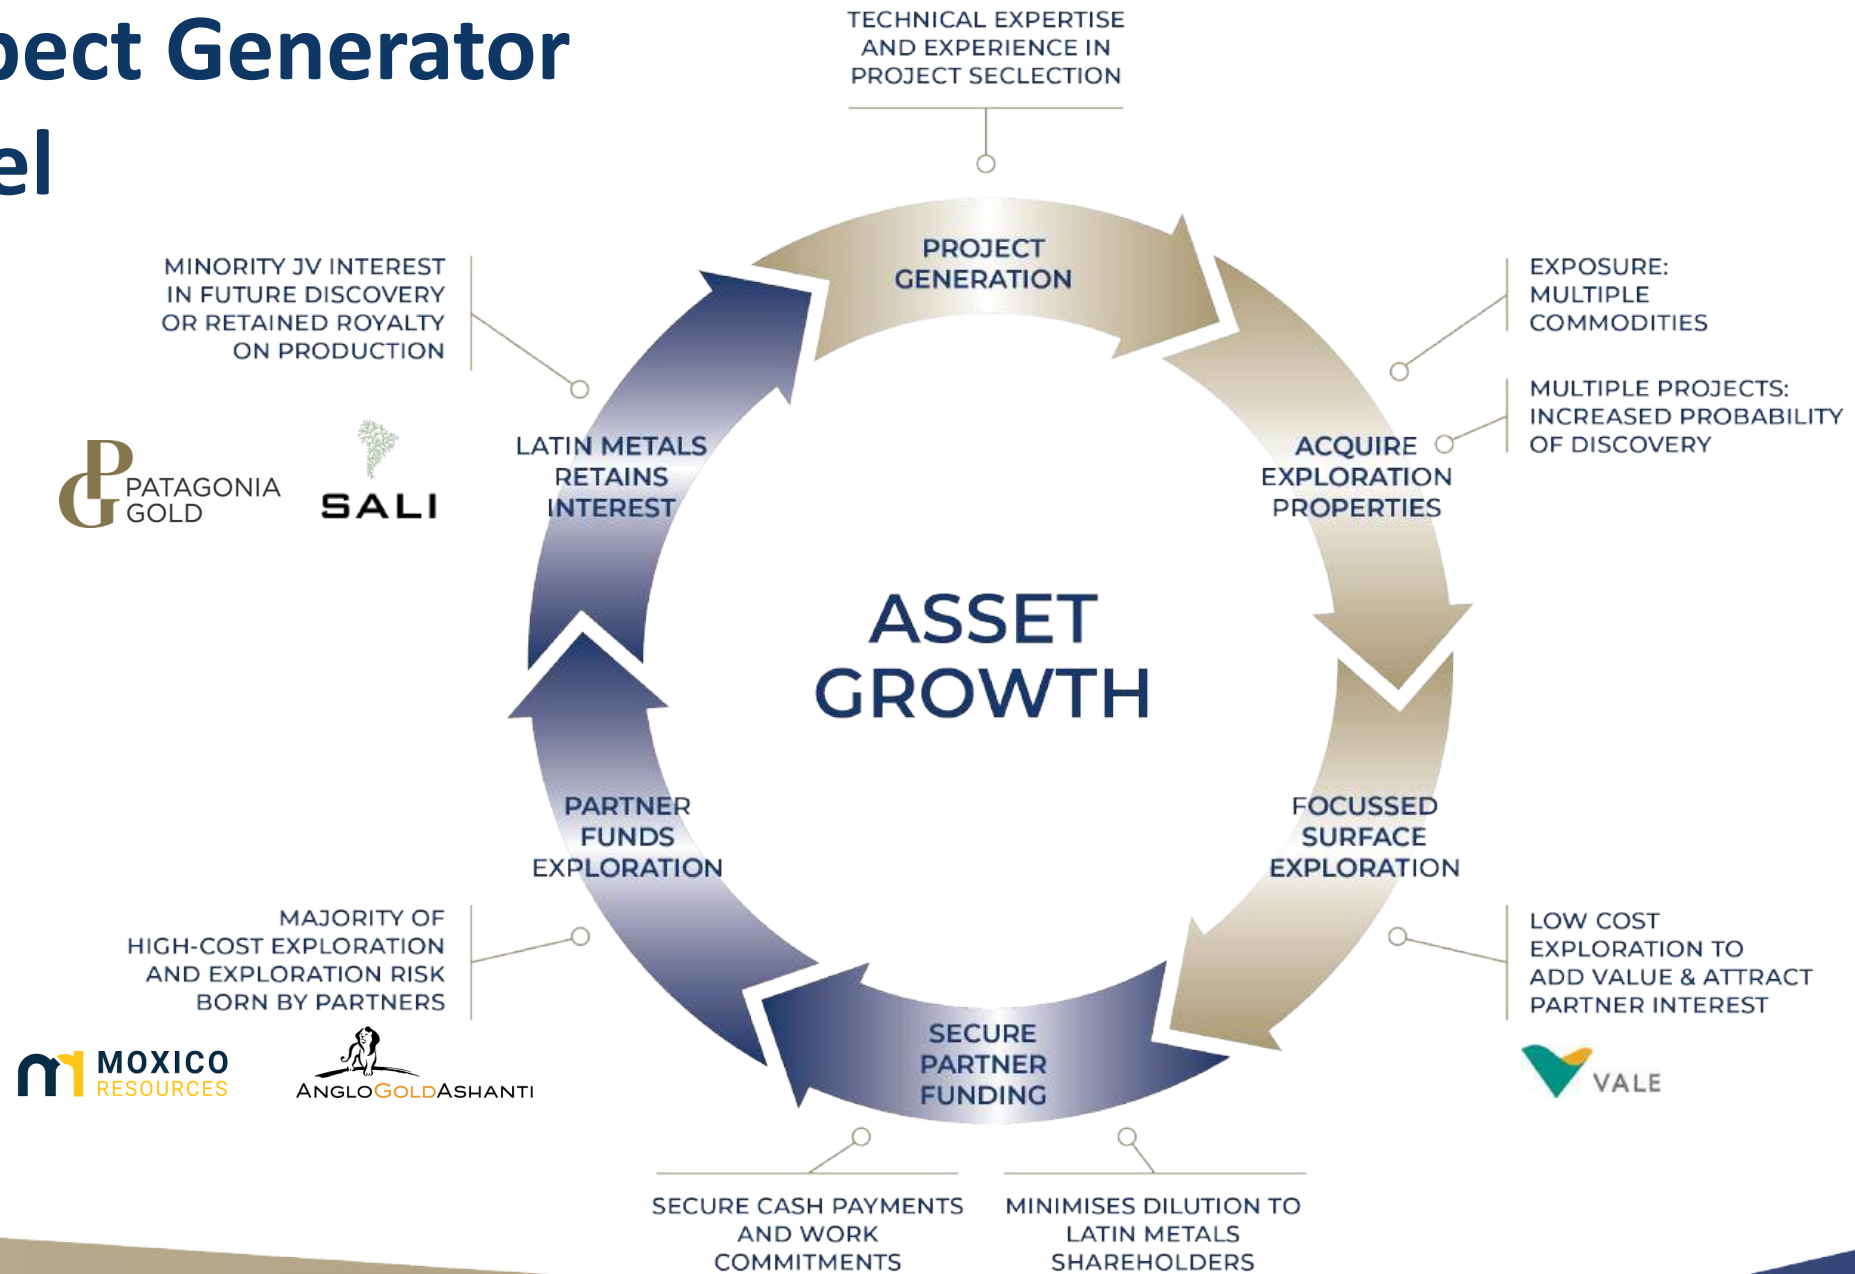 pect Generator
el
TECHNICAL EXPERTISE
AND EXPERIENCE IN
PROJECT SECLECTION
PROJECT
GENERATION
EXPOSURE:
MULTIPLE
COMMODITIES
MULTIPLE PROJECTS:
INCREASED PROBABILITY
OF DISCOVERY
ACQUIRE
EXPLORATION
PROPERTIES
FOCUSSED
SURFACE
EXPLORATION
LOW COST
EXPLORATION TO
ADD VALUE & ATTRACT
PARTNER INTEREST
VALE
SECURE
PARTNER
FUNDING
MINIMISES DILUTION TO
LATIN METALS
SHAREHOLDERS
SECURE CASH PAYMENTS
AND WORK
COMMITMENTS
PARTNER
FUNDS
EXPLORATION
MAJORITY OF
HIGH-COST EXPLORATION
AND EXPLORATION RISK
BORN BY PARTNERS
MOXICO
RESOURCES
ANGLOGOLDASHANTI
LATIN METALS
RETAINS
INTEREST
MINORITY JV INTEREST
IN FUTURE DISCOVERY
OR RETAINED ROYALTY
ON PRODUCTION
PG
PATAGONIA
GOLD
SALI
ASSET
GROWTH